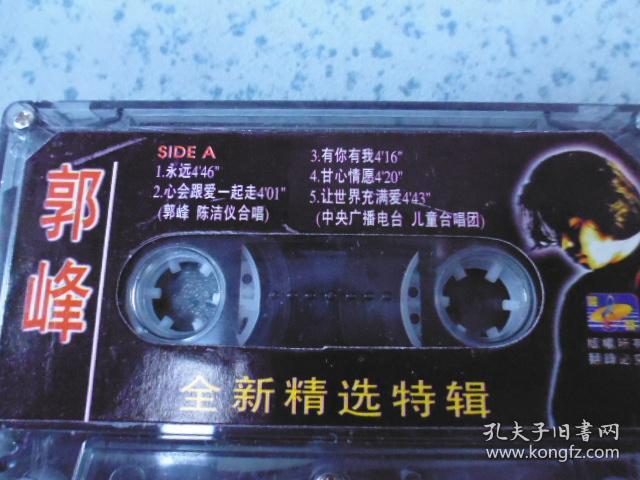 郭峰
SIDE A
1.永远4'46"
2.心会跟爱一起走4'01"
(郭峰 陈洁仪合唱)
3.有你有我4'16"
4.甘心情愿4'20"
5.让世界充满爱4'43"
(中央广播电台 儿童合唱团)
全新精选特辑
孔夫子旧书网
www.kongfz.com